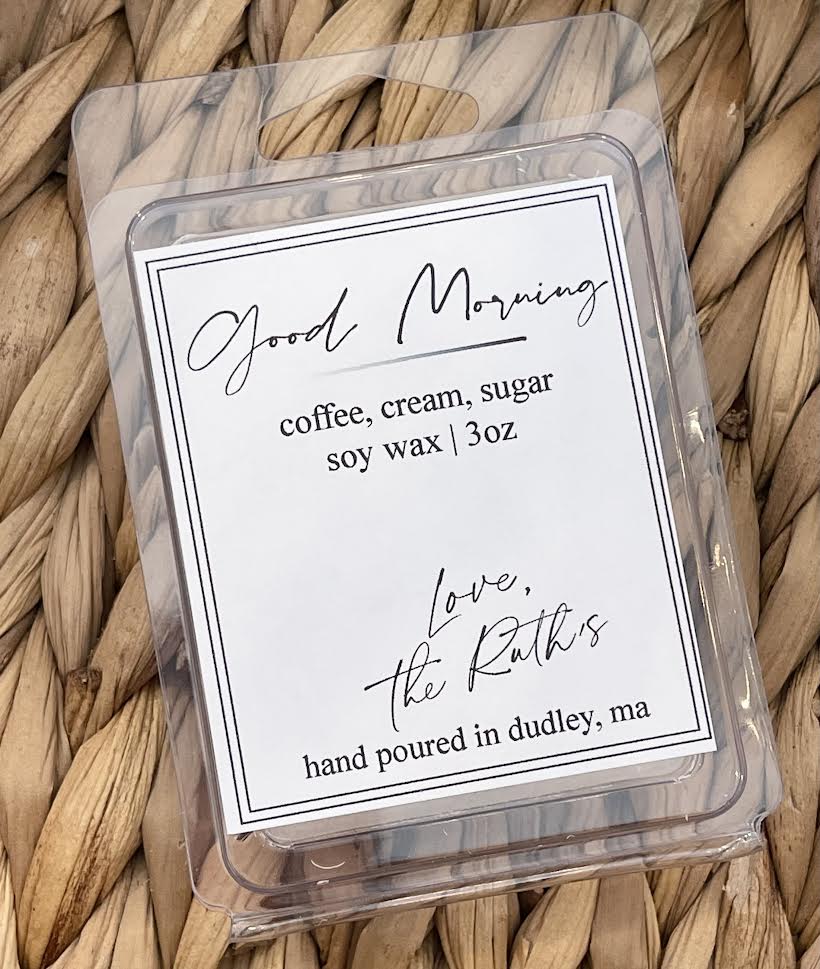 Good Morning
coffee, cream, sugar
soy wax | 3oz
Love,
the Ruth's
hand poured in dudley, ma